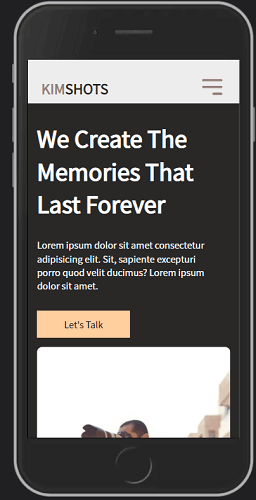 KIMSHOTS
We Create The
Memories That
Last Forever
Lorem ipsum dolor sit amet consectetur
adipisicing elit. Sit, sapiente excepturi
porro quod velit ducimus? Lorem ipsum
dolor sit amet.
Let's Talk